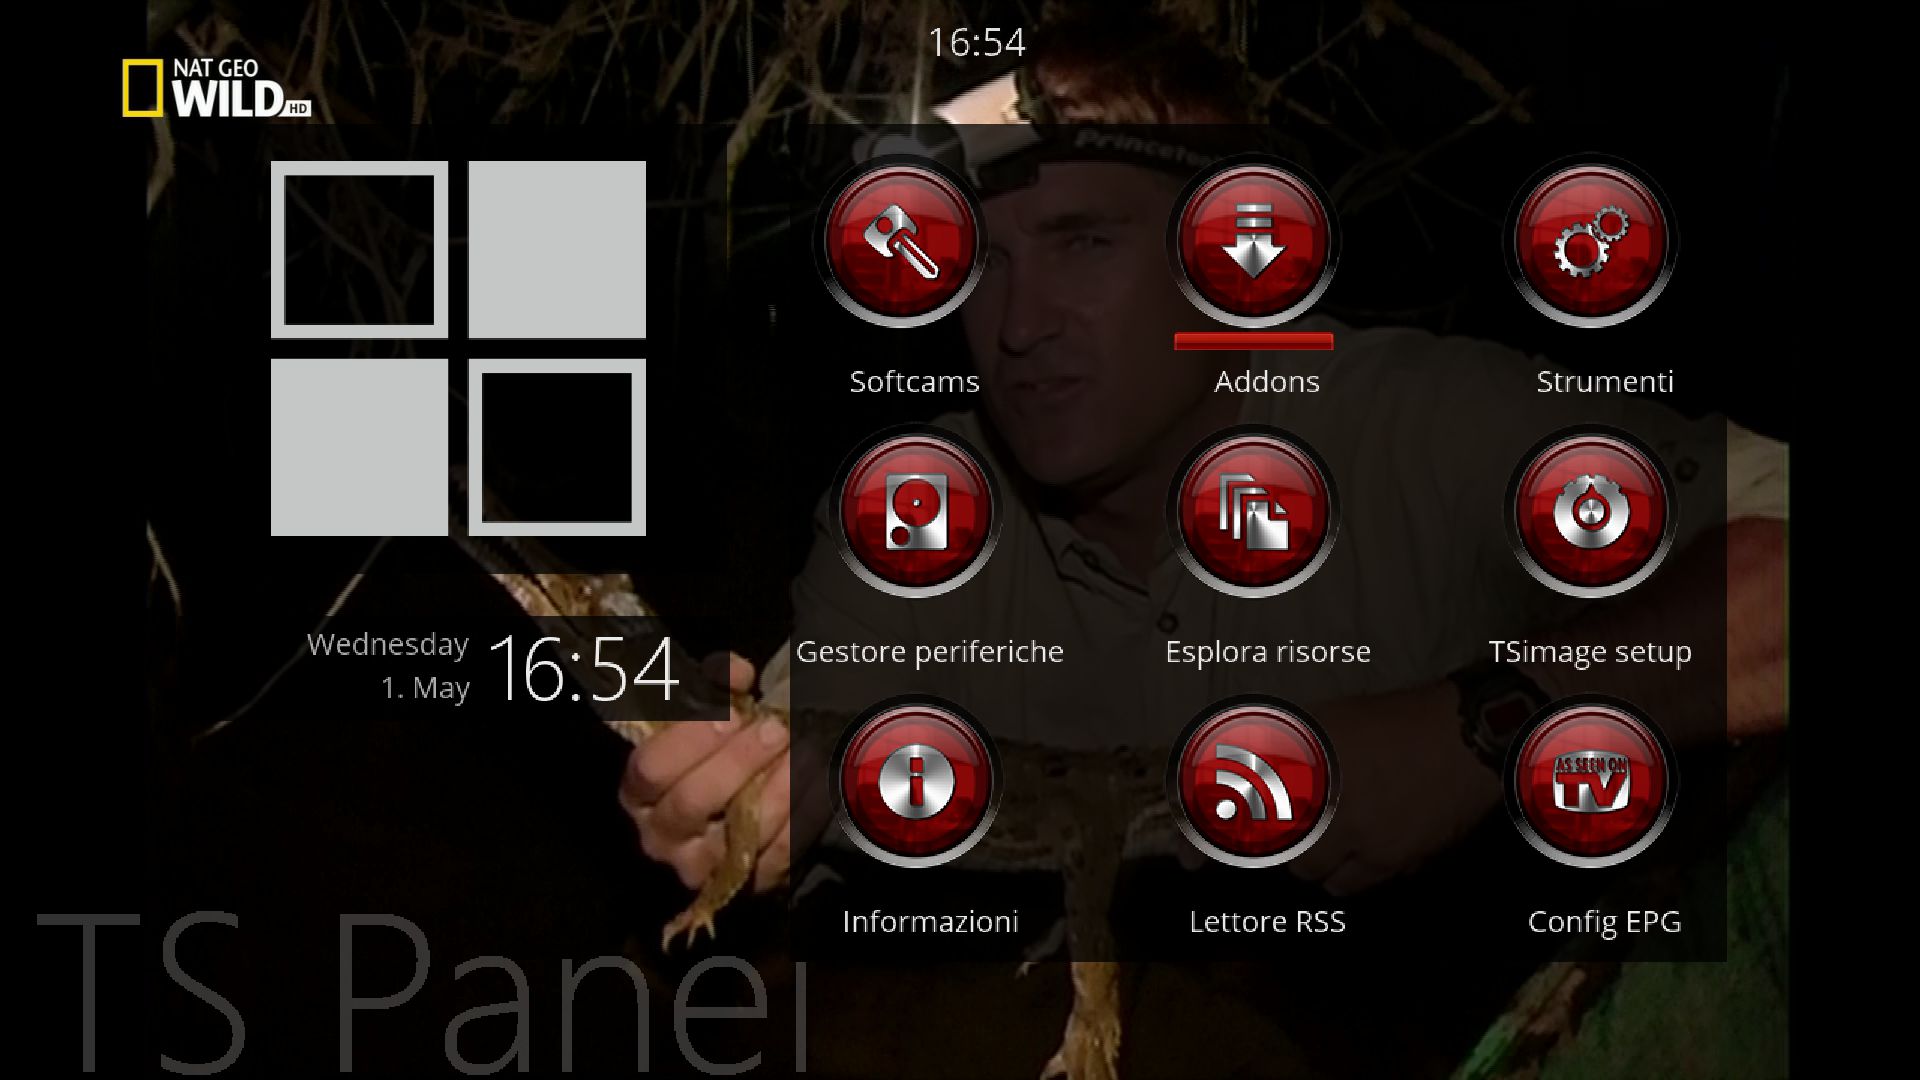 16:54
NAT GEO
WILD HD
Princeton
Softcams
Addons
Strumenti
Gestore periferiche
Esplora risorse
TSimage setup
Wednesday
1. May
16:54
AS SEEN ON
TV
Informazioni
Lettore RSS
Config EPG
TS Panel